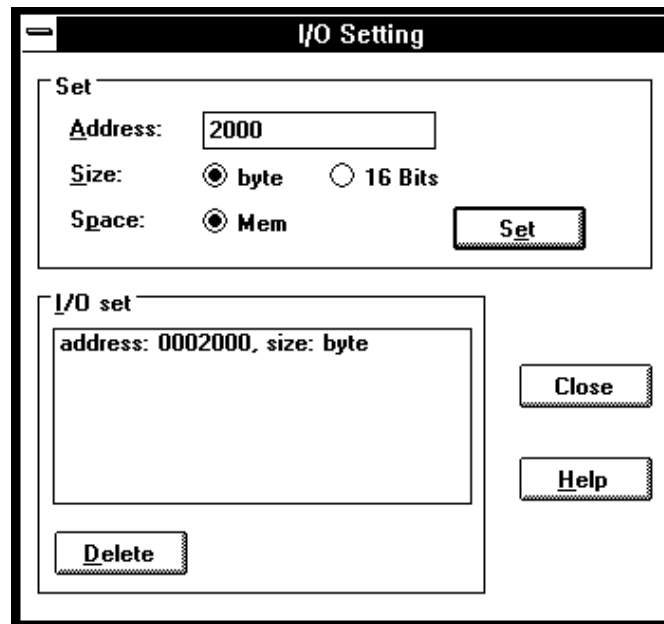 I/O Setting
Set
Address: 2000
Size: byte 16 Bits
Space: Mem
Set
I/O set
address: 0002000, size: byte
Close
Help
Delete